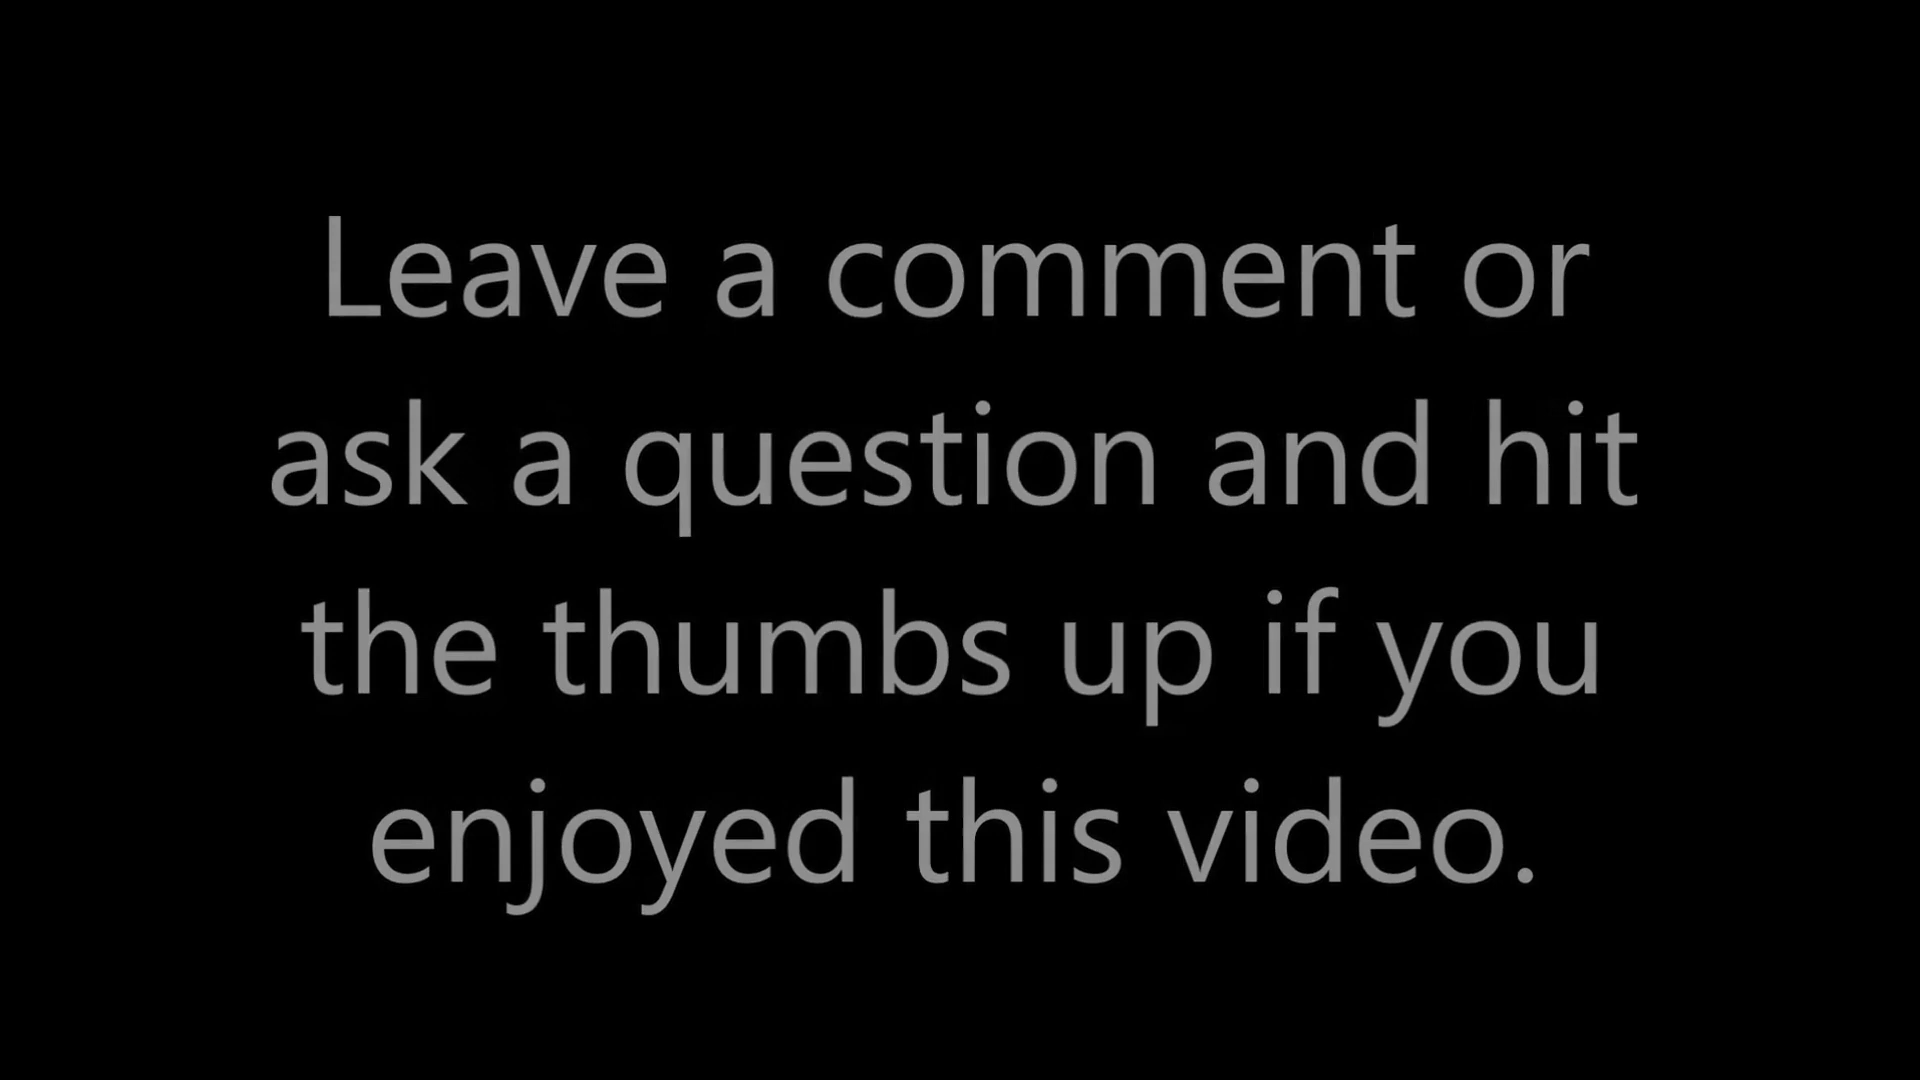 Leave a comment or
ask a question and hit
the thumbs up if you
enjoyed this video.